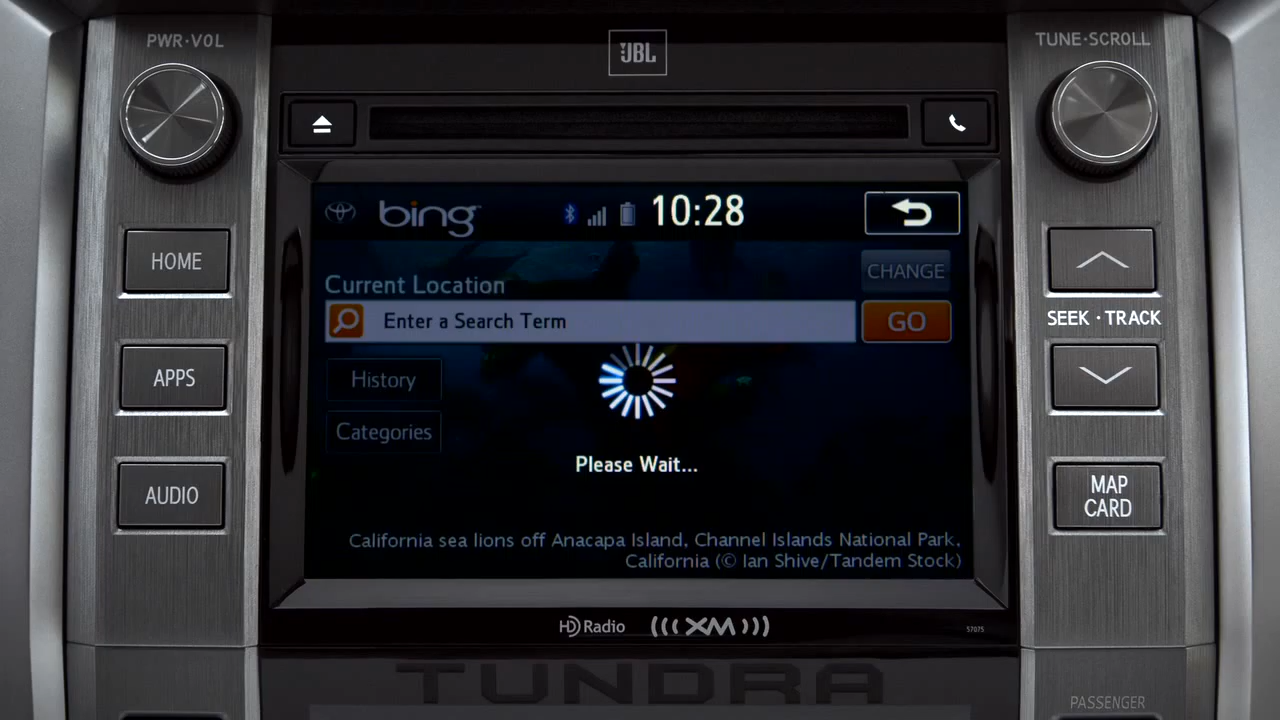 PWR·VOL
JBL
TUNE·SCROLL
bing
10:28
HOME
Current Location
CHANGE
Enter a Search Term
GO
SEEK · TRACK
APPS
History
Categories
Please Wait...
AUDIO
MAP
CARD
California sea lions off Anacapa Island, Channel Islands National Park,
California (© Ian Shive/Tandem Stock)
HD Radio
((( XM )))
57075
TUNDRA
PASSENGER